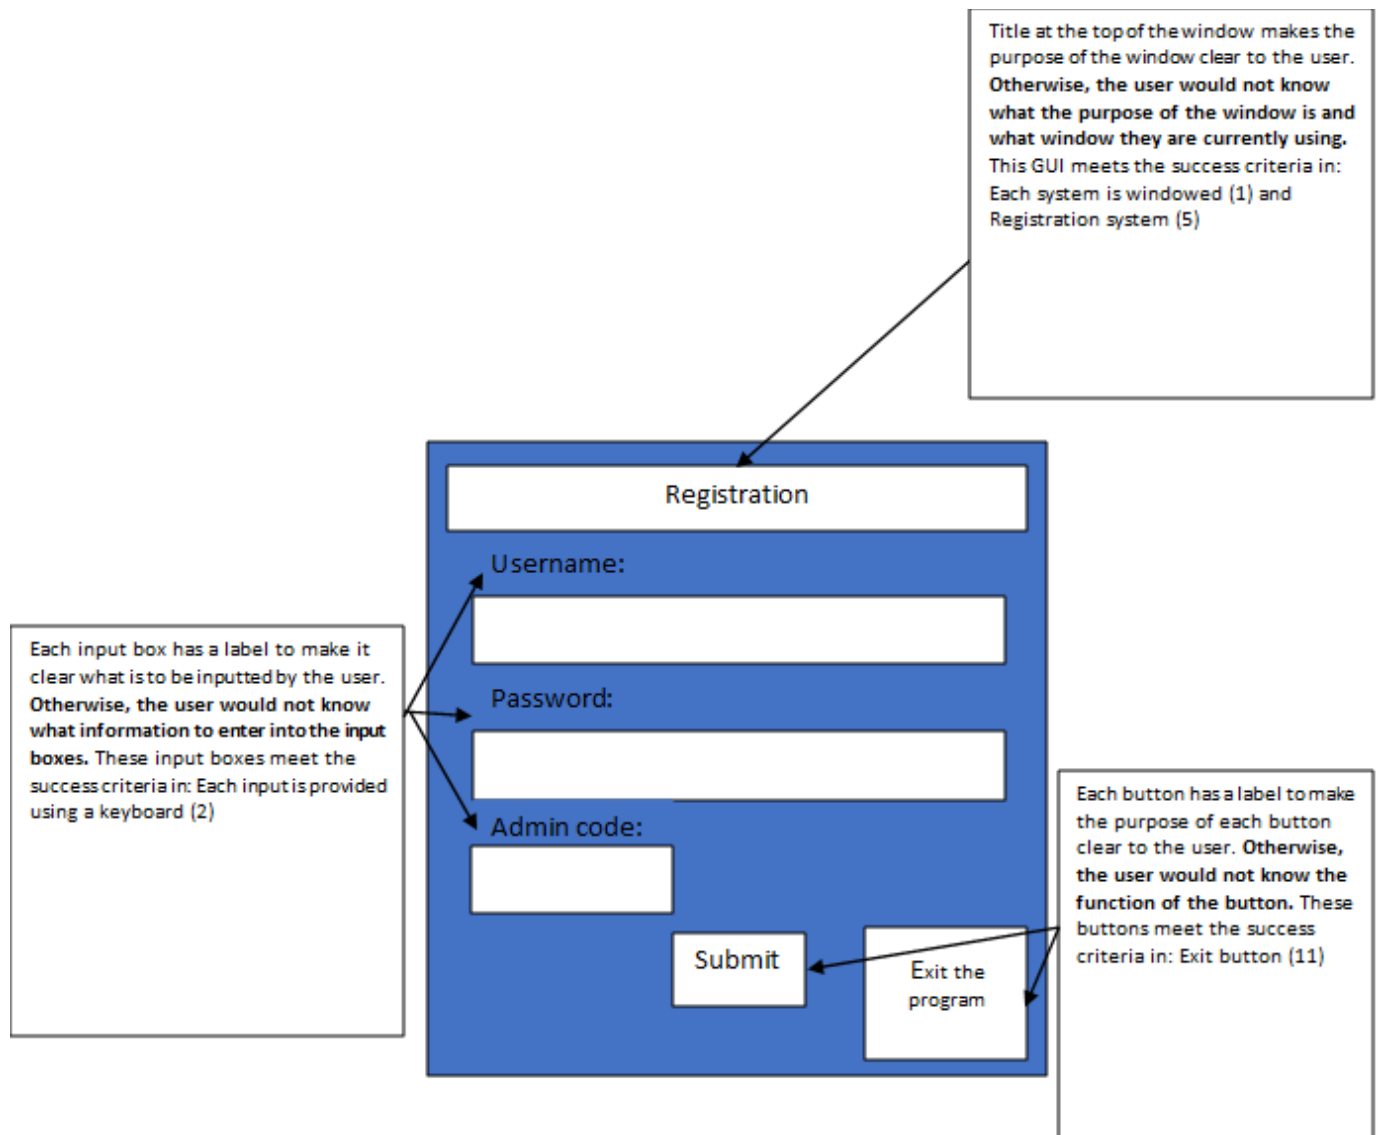 Title at the top of the window makes the
purpose of the window clear to the user.
Otherwise, the user would not know
what the purpose of the window is and
what window they are currently using.
This GUI meets the success criteria in:
Each system is windowed (1) and
Registration system (5)
Registration
Username:
Password:
Admin code:
Submit
Exit the
program
Each input box has a label to make it
clear what is to be inputted by the user.
Otherwise, the user would not know
what information to enter into the input
boxes. These input boxes meet the
success criteria in: Each input is provided
using a keyboard (2)
Each button has a label to make
the purpose of each button
clear to the user. Otherwise,
the user would not know the
function of the button. These
buttons meet the success
criteria in: Exit button (11)